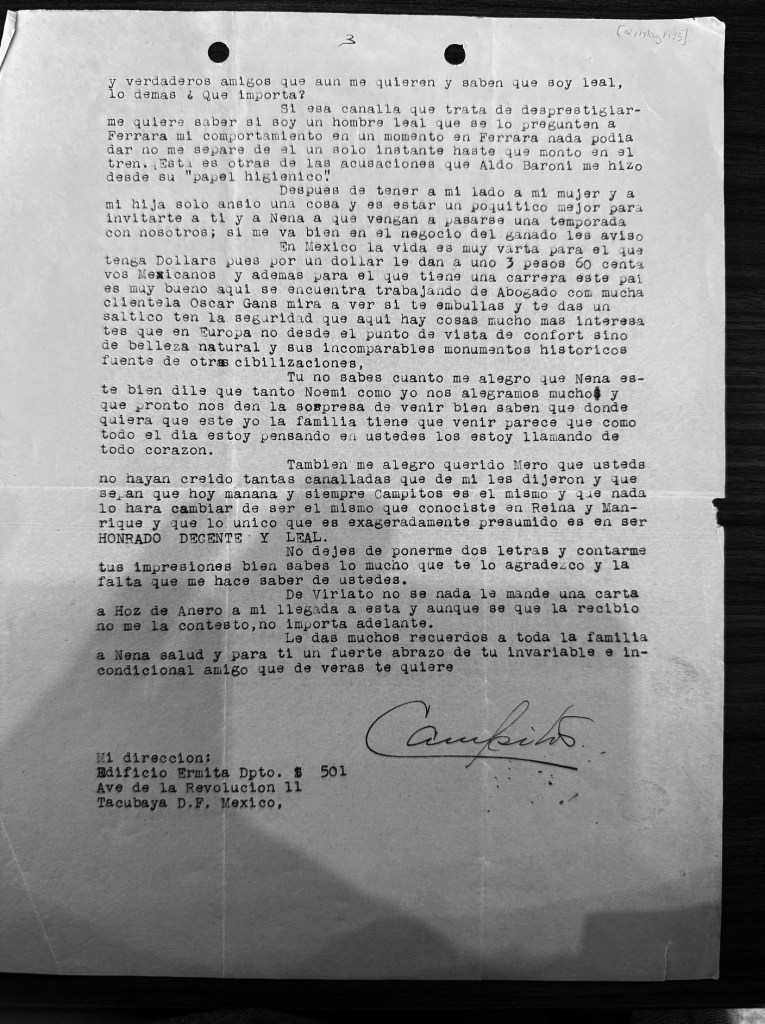 3
y verdaderos amigos que aun me quieren y saben que soy leal,
lo demas ¿ Que importa?
Si esa canalla que trata de desprestigiar-
me quiere saber si soy un hombre leal que se lo pregunten a
Ferrara mi comportamiento en un momento en Ferrara nada podia
dar no me separe de el un solo instante haste que monto en el
tren. ¡Esta es otras de las acusaciones que Aldo Baroni me hizo
desde su "papel higienico"!
Despues de tener a mi lado a mi mujer y a
mi hija solo ansio una cosa y es estar un poquitico mejor para
invitarte a ti y a Nena a que vengan a pasarse una temporada
con nosotros; si me va bien en el negocio del ganado les aviso
En Mexico la vida es muy varta para el que
tenga Dollars pues por un dollar le dan a uno 3 pesos 60 centa
vos Mexicanos y ademas para el que tiene una carrera este pai
es muy bueno aqui se encuentra trabajando de Abogado com mucha
clientela Oscar Gans mira a ver si te embullas y te das un
saltico ten la seguridad que aqui hay cosas mucho mas interesa
tes que en Europa no desde el punto de vista de confort sino
de belleza natural y sus incomparables monumentos historicos
fuente de otras cibilizaciones,
Tu no sabes cuanto me alegro que Nena es-
te bien dile que tanto Noemi como yo nos alegramos mucho y
que pronto nos den la sorpresa de venir bien saben que donde
quiera que este yo la familia tiene que venir parece que como
todo el dia estoy pensando en ustedes los estoy llamando de
todo corazon.
Tambien me alegro querido Mero que usteds
no hayan creido tantas canalladas que de mi les dijeron y que
sepan que hoy manana y siempre Campitos es el mismo y que nada
lo hara cambiar de ser el mismo que conociste en Reina y Man-
rique y que lo unico que es exageradamente presumido es en ser
HONRADO DECENTE Y LEAL.
No dejes de ponerme dos letras y contarme
tus impresiones bien sabes lo mucho que te lo agradezco y la
falta que me hace saber de ustedes.
De Viriato no se nada le mande una carta
a Hoz de Anero a mi llegada a esta y aunque se que la recibio
no me la contesto,no importa adelante.
Le das muchos recuerdos a toda la familia
a Nena salud y para ti un fuerte abrazo de tu invariable e in-
condicional amigo que de veras te quiere
Campitos.
Mi direccion;
Edificio Ermita Dpto. $ 501
Ave de la Revolucion 11
Tacubaya D.F. Mexico,